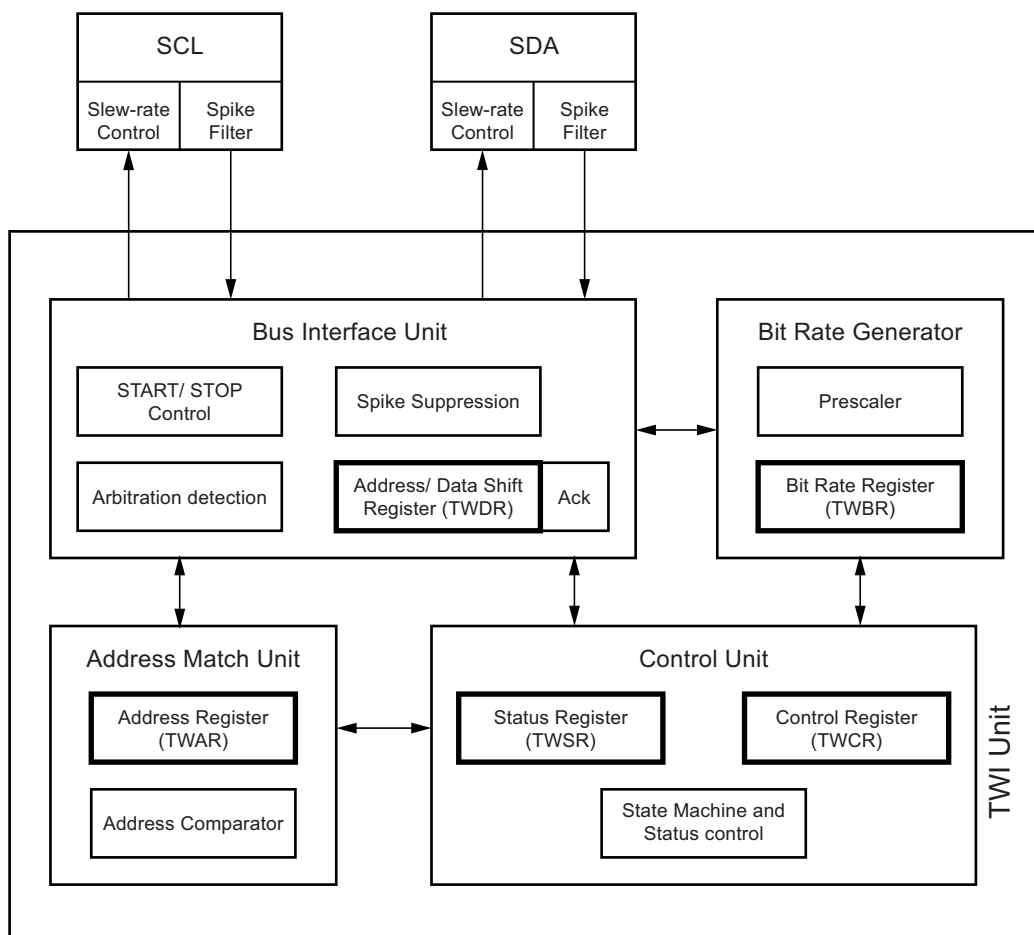 SCL
Slew-rate
Control
Spike
Filter
SDA
Slew-rate
Control
Spike
Filter
Bus Interface Unit
START/ STOP
Control
Spike Suppression
Arbitration detection
Address/ Data Shift
Register (TWDR)
Ack
Bit Rate Generator
Prescaler
Bit Rate Register
(TWBR)
Address Match Unit
Address Register
(TWAR)
Address Comparator
Control Unit
Status Register
(TWSR)
Control Register
(TWCR)
State Machine and
Status control
TWI Unit